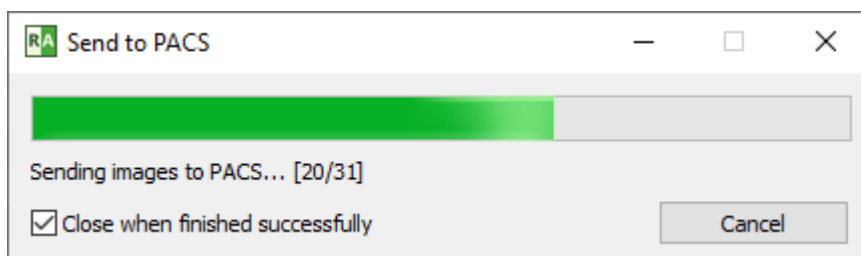 RA Send to PACS
Sending images to PACS... [20/31]
Close when finished successfully
Cancel